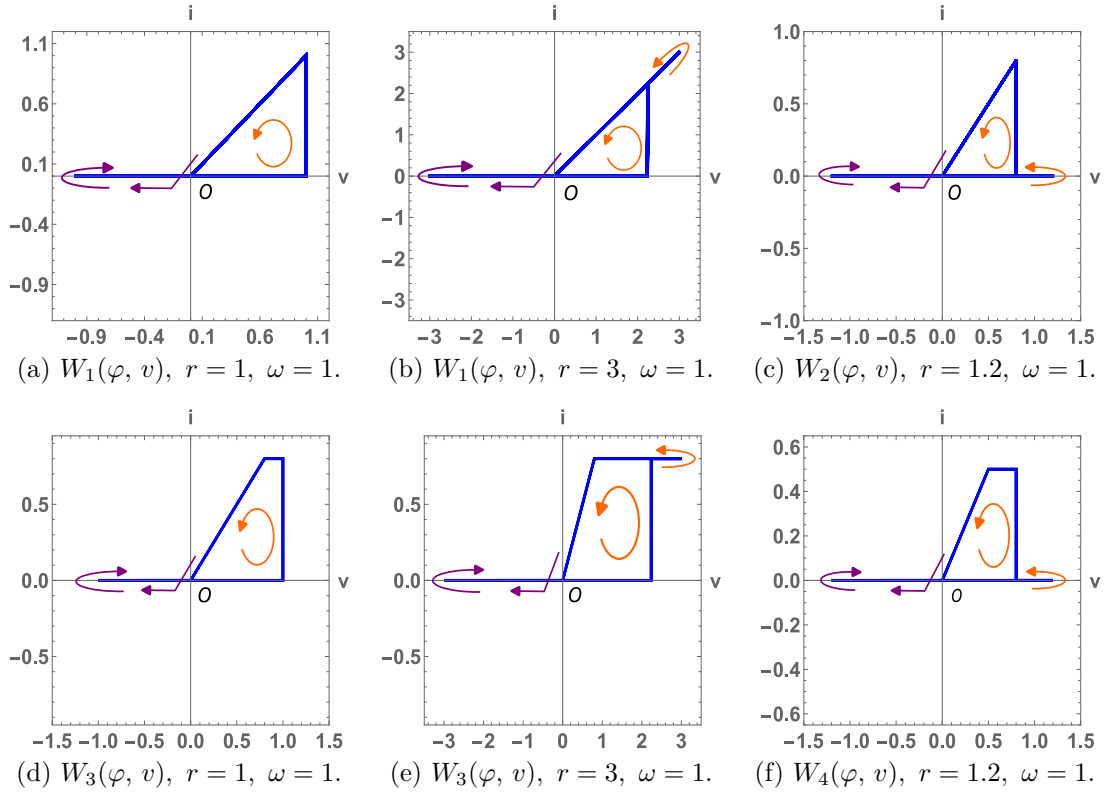 i
1.1
0.6
0.1
−0.4
−0.9
−0.9 −0.4 0.1 0.6 1.1
v
O
(a) W₁(φ, v), r = 1, ω = 1.
i
3
2
1
0
−1
−2
−3
−3 −2 −1 0 1 2 3
v
O
(b) W₁(φ, v), r = 3, ω = 1.
i
1.0
0.5
0.0
−0.5
−1.0
−1.5 −1.0 −0.5 0.0 0.5 1.0 1.5
v
O
(c) W₂(φ, v), r = 1.2, ω = 1.
i
0.5
0.0
−0.5
−1.5 −1.0 −0.5 0.0 0.5 1.0 1.5
v
O
(d) W₃(φ, v), r = 1, ω = 1.
i
0.5
0.0
−0.5
−3 −2 −1 0 1 2 3
v
O
(e) W₃(φ, v), r = 3, ω = 1.
i
0.6
0.4
0.2
0.0
−0.2
−0.4
−0.6
−1.5 −1.0 −0.5 0.0 0.5 1.0 1.5
v
O
(f) W₄(φ, v), r = 1.2, ω = 1.